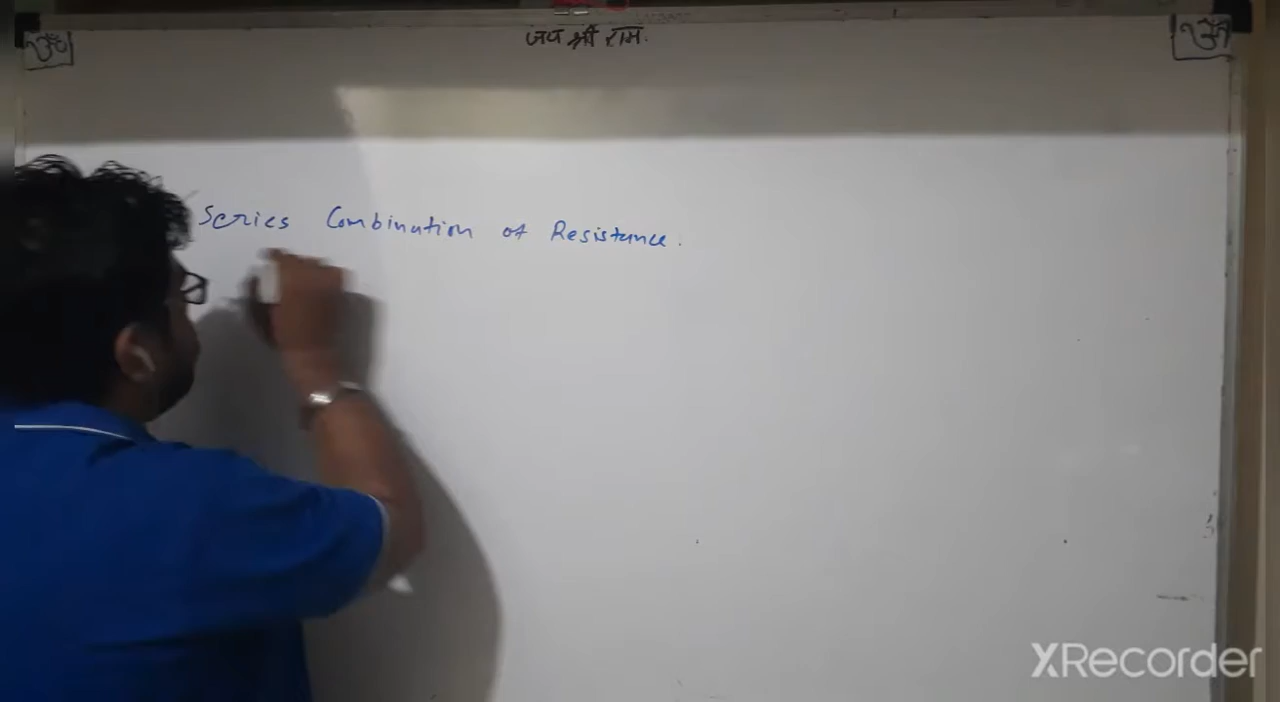 जय श्री राम.
ॐ
ॐ
Series Combination of Resistance.
XRecorder